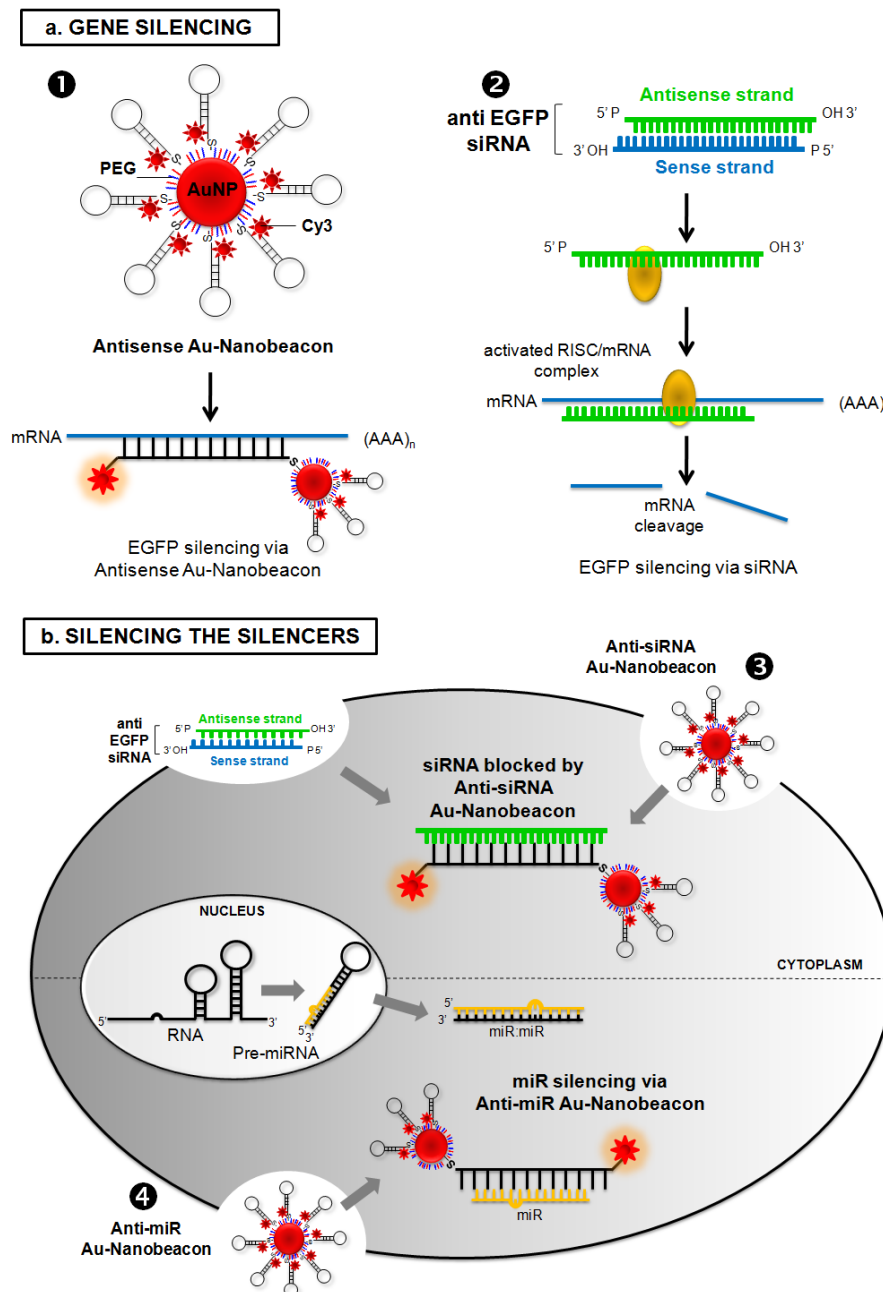 a. GENE SILENCING
1
PEG
AuNP
S
S
S
S
S
S
S
S
Cy3
Antisense Au-Nanobeacon
mRNA
(AAA)n
S
EGFP silencing via
Antisense Au-Nanobeacon
2
anti EGFP
siRNA
Antisense strand
5' P
OH 3'
3' OH
P 5'
Sense strand
5' P
OH 3'
activated RISC/mRNA
complex
mRNA
(AAA)
mRNA
cleavage
EGFP silencing via siRNA
b. SILENCING THE SILENCERS
Anti-siRNA
Au-Nanobeacon
3
anti
EGFP
siRNA
Antisense strand
5' P
OH 3'
3' OH
P 5'
Sense strand
siRNA blocked by
Anti-siRNA
Au-Nanobeacon
S
NUCLEUS
CYTOPLASM
5'
RNA
3'
5'
3'
Pre-miRNA
5'
3'
miR:miR
miR silencing via
Anti-miR Au-Nanobeacon
S
miR
4
Anti-miR
Au-Nanobeacon